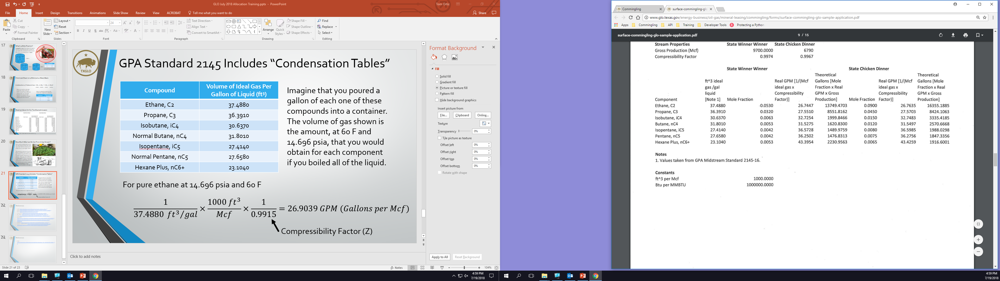 GLO July 2018 Allocation Training.pptx - PowerPoint
Tom Ortiz
File Home Insert Design Transitions Animations Slide Show Review View ACROBAT Tell me what you want to do
Share
Paste
Cut
Copy
Format Painter
Clipboard
New Slide
Layout
Reset
Section
Slides
24
Font
Text Direction
Align Text
Convert to SmartArt
Paragraph
Arrange
Quick Styles
Shape Fill
Shape Outline
Shape Effects
Drawing
Find
Replace
Select
Editing
17
What's a Mole Fraction?
18
Chemicals React on a Mole (a.k.a. Mass) Basis
19
Heating Values for Our Two Example Leases
20
How Much NGL Can We Get From A Gas Stream?
21
GPA Standard 2145 Includes "Condensation Tables"
22
References
23
References
TXGLO
GPA Standard 2145 Includes “Condensation Tables”
Compound Volume of Ideal Gas Per Gallon of Liquid (ft³)
Ethane, C2 37.4880
Propane, C3 36.3910
Isobutane, iC4 30.6370
Normal Butane, nC4 31.8010
Isopentane, iC5 27.4140
Normal Pentane, nC5 27.6580
Hexane Plus, nC6+ 23.1040
Imagine that you poured a
gallon of each one of these
compounds into a container.
The volume of gas shown is
the amount, at 60 F and
14.696 psia, that you would
obtain for each component
if you boiled all of the liquid.
For pure ethane at 14.696 psia and 60 F
1 / 37.4880 ft³/gal × 1000 ft³ / Mcf × 1 / 0.9915 = 26.9039 GPM (Gallons per Mcf)
Compressibility Factor (Z)
Click to add notes
Format Background
Fill
Solid fill
Gradient fill
Picture or texture fill
Pattern fill
Hide background graphics
Insert picture from
File... Clipboard Online...
Texture
Transparency 0%
Tile picture as texture
Offset left 0%
Offset right 0%
Offset top 0%
Offset bottom 0%
Rotate with shape
Apply to All Reset Background
Slide 21 of 23
Notes
104%
4:59 PM
7/19/2018
Commingling
surface-commingling-glo
www.glo.texas.gov/energy-business/oil-gas/mineral-leasing/commingling/forms/surface-commingling-glo-sample-application.pdf
Apps Commingling API Training Developer Tools Protecting a Python
surface-commingling-glo-sample-application.pdf
9 / 15
Stream Properties State Winner Winner State Chicken Dinner
Gross Production (Mcf) 9700.0000 6790
Compressibility Factor 0.9974 0.9967
State Winner Winner State Chicken Dinner
Theoretical Theoretical
ft^3 ideal Real GPM [1/(Mcf Gallons [Mole Real GPM [1/(Mcf Gallons [Mole
gas /gal ideal gas x Fraction x Real ideal gas x Fraction x Real
liquid Compressibility GPM x Gross Compressibility GPM x Gross
Component [Note 1] Mole Fraction Factor)] Production] Mole Fraction Factor)] Production]
Ethane, C2 37.4880 0.0530 26.7447 13749.4703 0.0900 26.7635 16355.1885
Propane, C3 36.3910 0.0320 27.5510 8551.8162 0.0450 27.5703 8424.1063
Isobutane, iC4 30.6370 0.0063 32.7254 1999.8466 0.0150 32.7483 3335.4185
Butane, nC4 31.8010 0.0053 31.5275 1620.8300 0.0120 31.5497 2570.6668
Isopentane, iC5 27.4140 0.0042 36.5728 1489.9759 0.0080 36.5985 1988.0298
Pentane, nC5 27.6580 0.0042 36.2502 1476.8313 0.0075 36.2756 1847.3356
Hexane Plus, nC6+ 23.1040 0.0053 43.3954 2230.9563 0.0065 43.4259 1916.6001
Notes
1. Values taken from GPA Midstream Standard 2145-16.
Constants
ft^3 per Mcf 1000.0000
Btu per MMBTU 1000000.0000
4:59 PM
7/19/2018